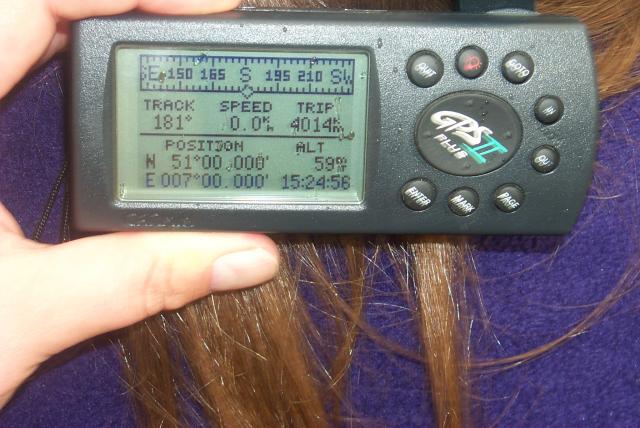 SE 150 165 S 195 210 SW
TRACK SPEED TRIP
181° 0.0 4014
POSITION ALT
N 51°00.000' 59
E 007°00.000' 15:24:56
QUIT
GOTO
GPS II
PLUS
IN
OUT
ENTER MARK PAGE